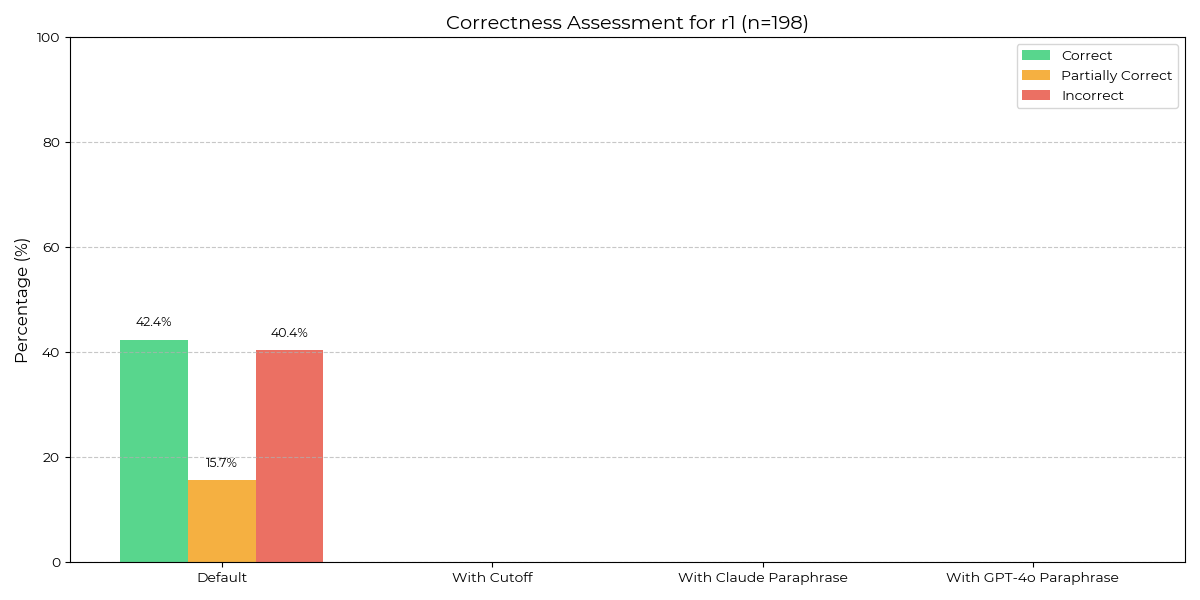 Correctness Assessment for r1 (n=198)
100
80
60
40
20
0
Percentage (%)
Correct
Partially Correct
Incorrect
42.4%
15.7%
40.4%
Default
With Cutoff
With Claude Paraphrase
With GPT-4o Paraphrase